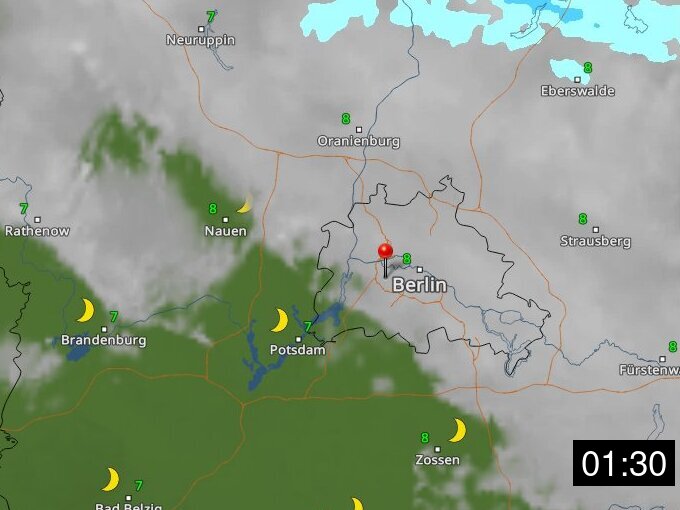 7
Neuruppin
8
Eberswalde
8
Oranienburg
7
Rathenow
8
Nauen
8
Strausberg
8
Berlin
7
Brandenburg
7
Potsdam
8
Fürstenwa
8
Zossen
7
Bad Belzig
01:30